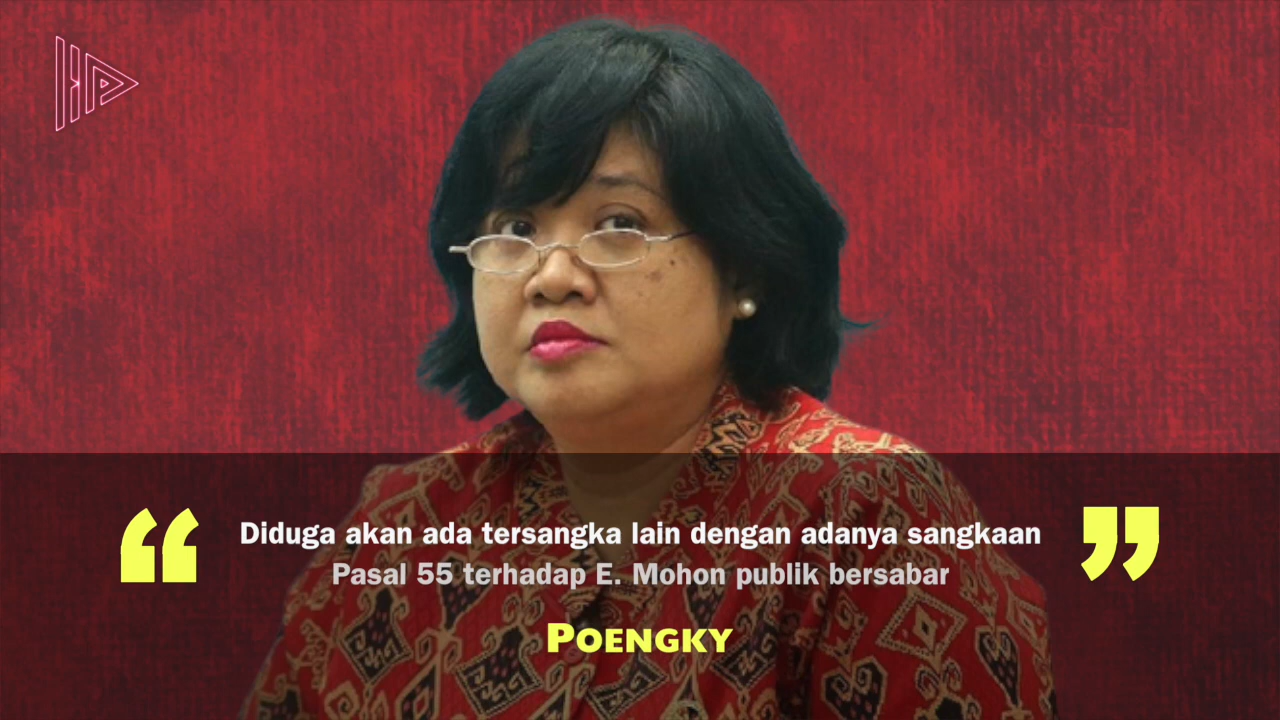 “ Diduga akan ada tersangka lain dengan adanya sangkaan ”
Pasal 55 terhadap E. Mohon publik bersabar
POENGKY